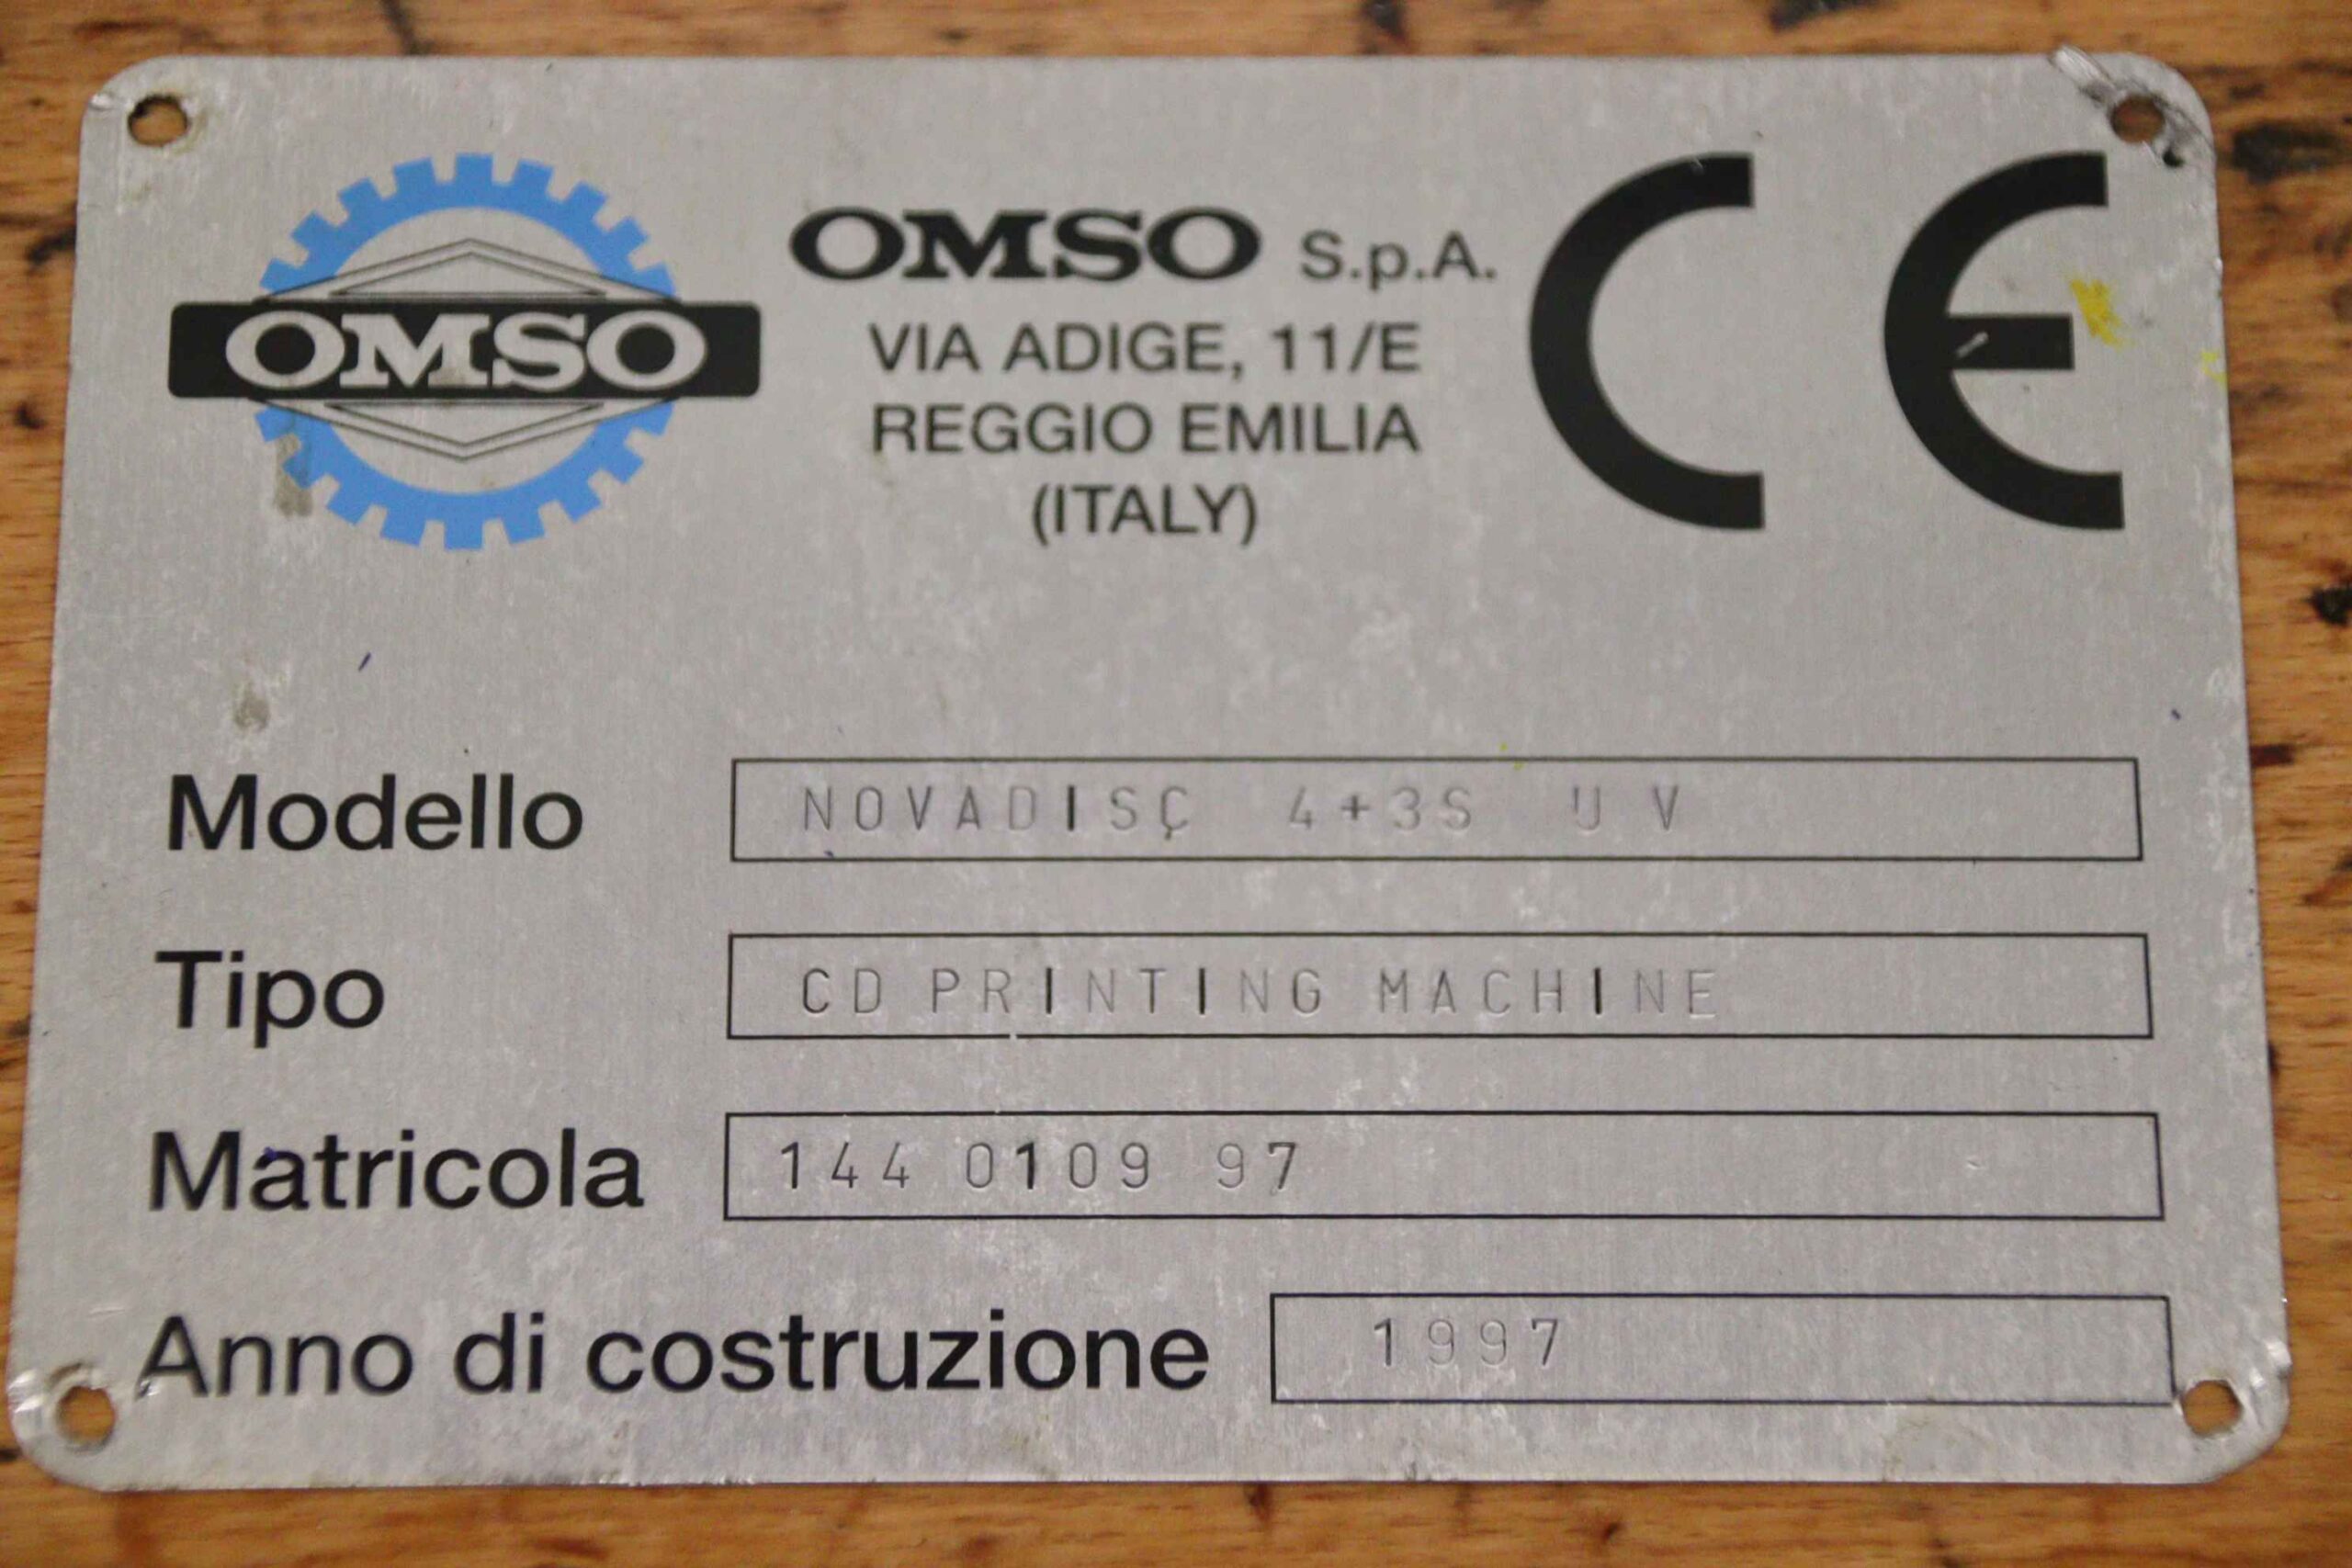 OMSO
OMSO S.p.A.
VIA ADIGE, 11/E
REGGIO EMILIA
(ITALY)
CE
Modello NOVADISÇ 4+3S UV
Tipo CD PRINTING MACHINE
Matricola 144 0109 97
Anno di costruzione 1997